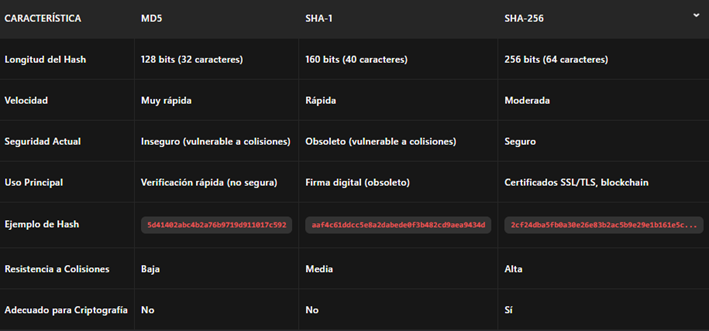 CARACTERÍSTICA MD5 SHA-1 SHA-256
Longitud del Hash 128 bits (32 caracteres) 160 bits (40 caracteres) 256 bits (64 caracteres)
Velocidad Muy rápida Rápida Moderada
Seguridad Actual Inseguro (vulnerable a colisiones) Obsoleto (vulnerable a colisiones) Seguro
Uso Principal Verificación rápida (no segura) Firma digital (obsoleto) Certificados SSL/TLS, blockchain
Ejemplo de Hash 5d41402abc4b2a76b9719d911017c592 aaf4c61ddcc5e8a2dabede0f3b482cd9aea9434d 2cf24dba5fb0a30e26e83b2ac5b9e29e1b161e5c...
Resistencia a Colisiones Baja Media Alta
Adecuado para Criptografía No No Sí